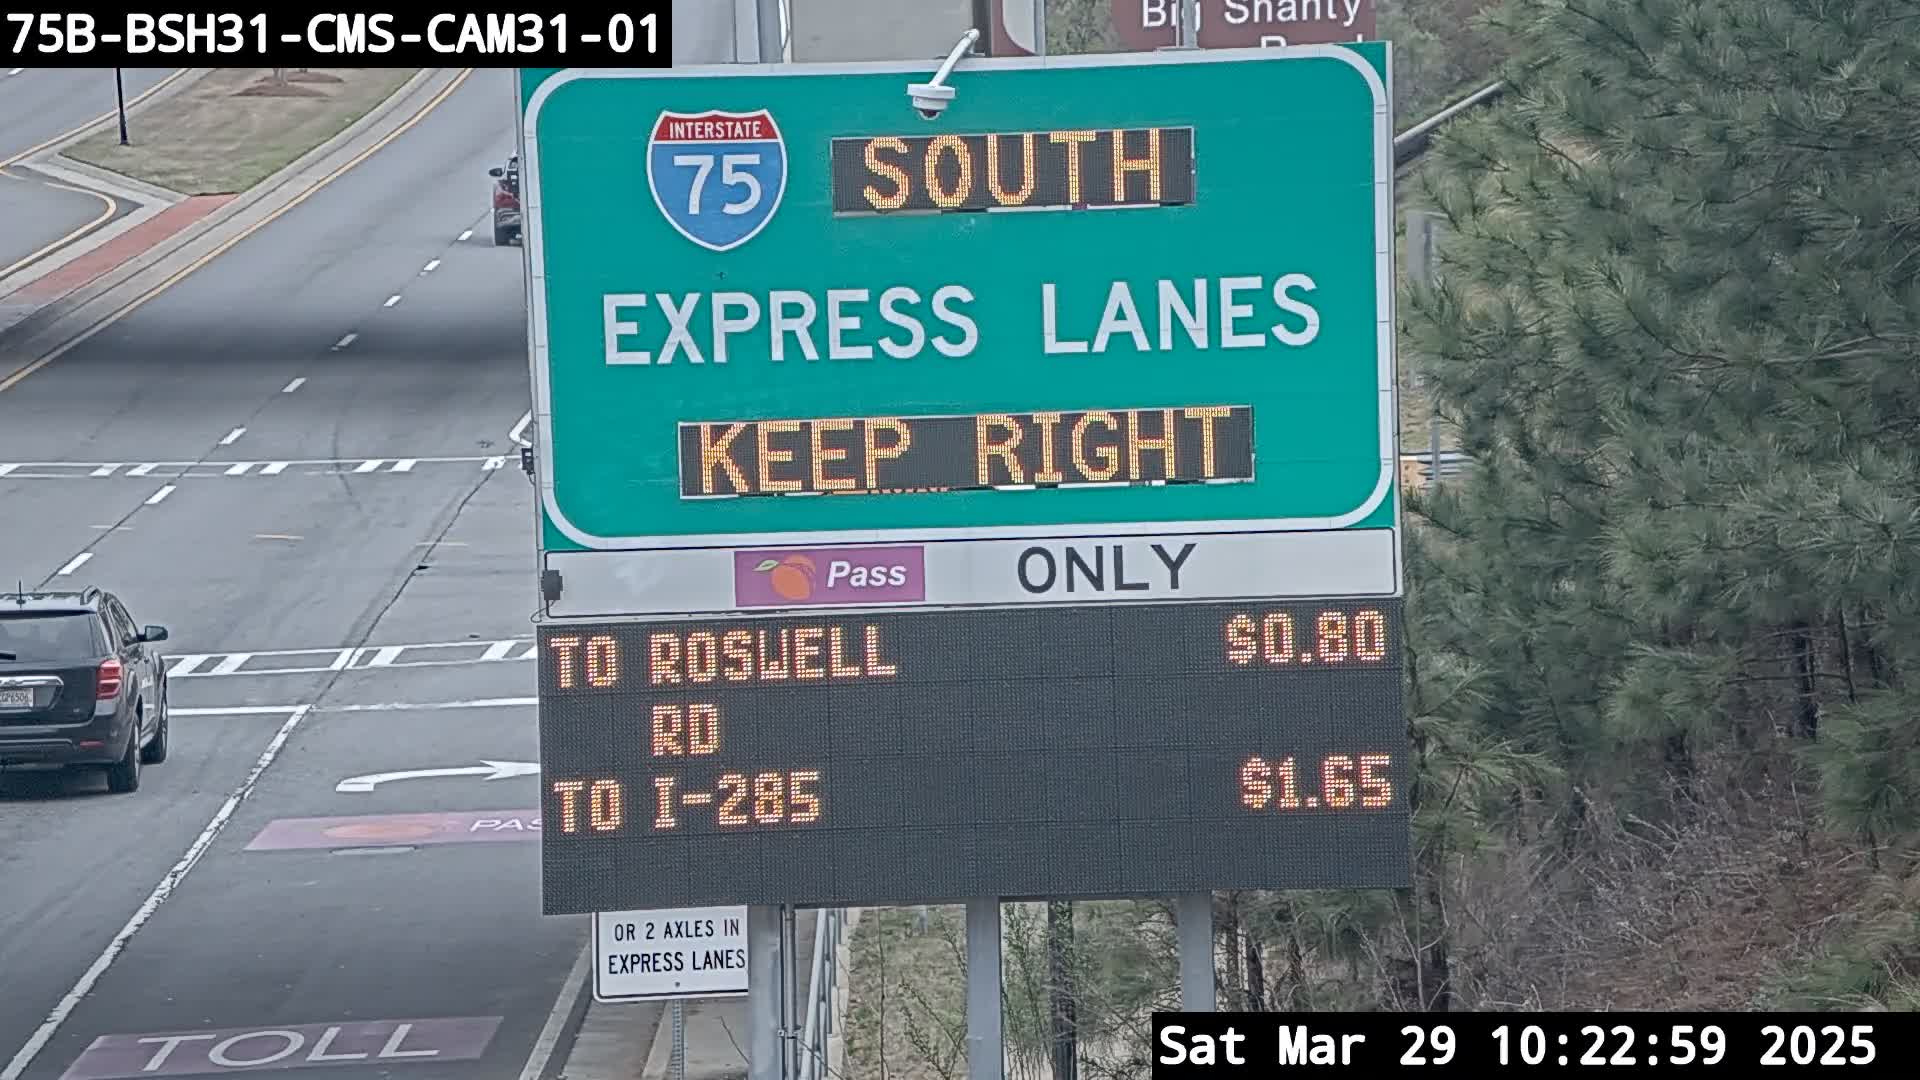 75B-BSH31-CMS-CAM31-01
Big Shanty
INTERSTATE
75
SOUTH
EXPRESS LANES
KEEP RIGHT
Pass
ONLY
TO ROSWELL $0.80
RD
TO I-285 $1.65
OR 2 AXLES IN
EXPRESS LANES
TOLL
Sat Mar 29 10:22:59 2025